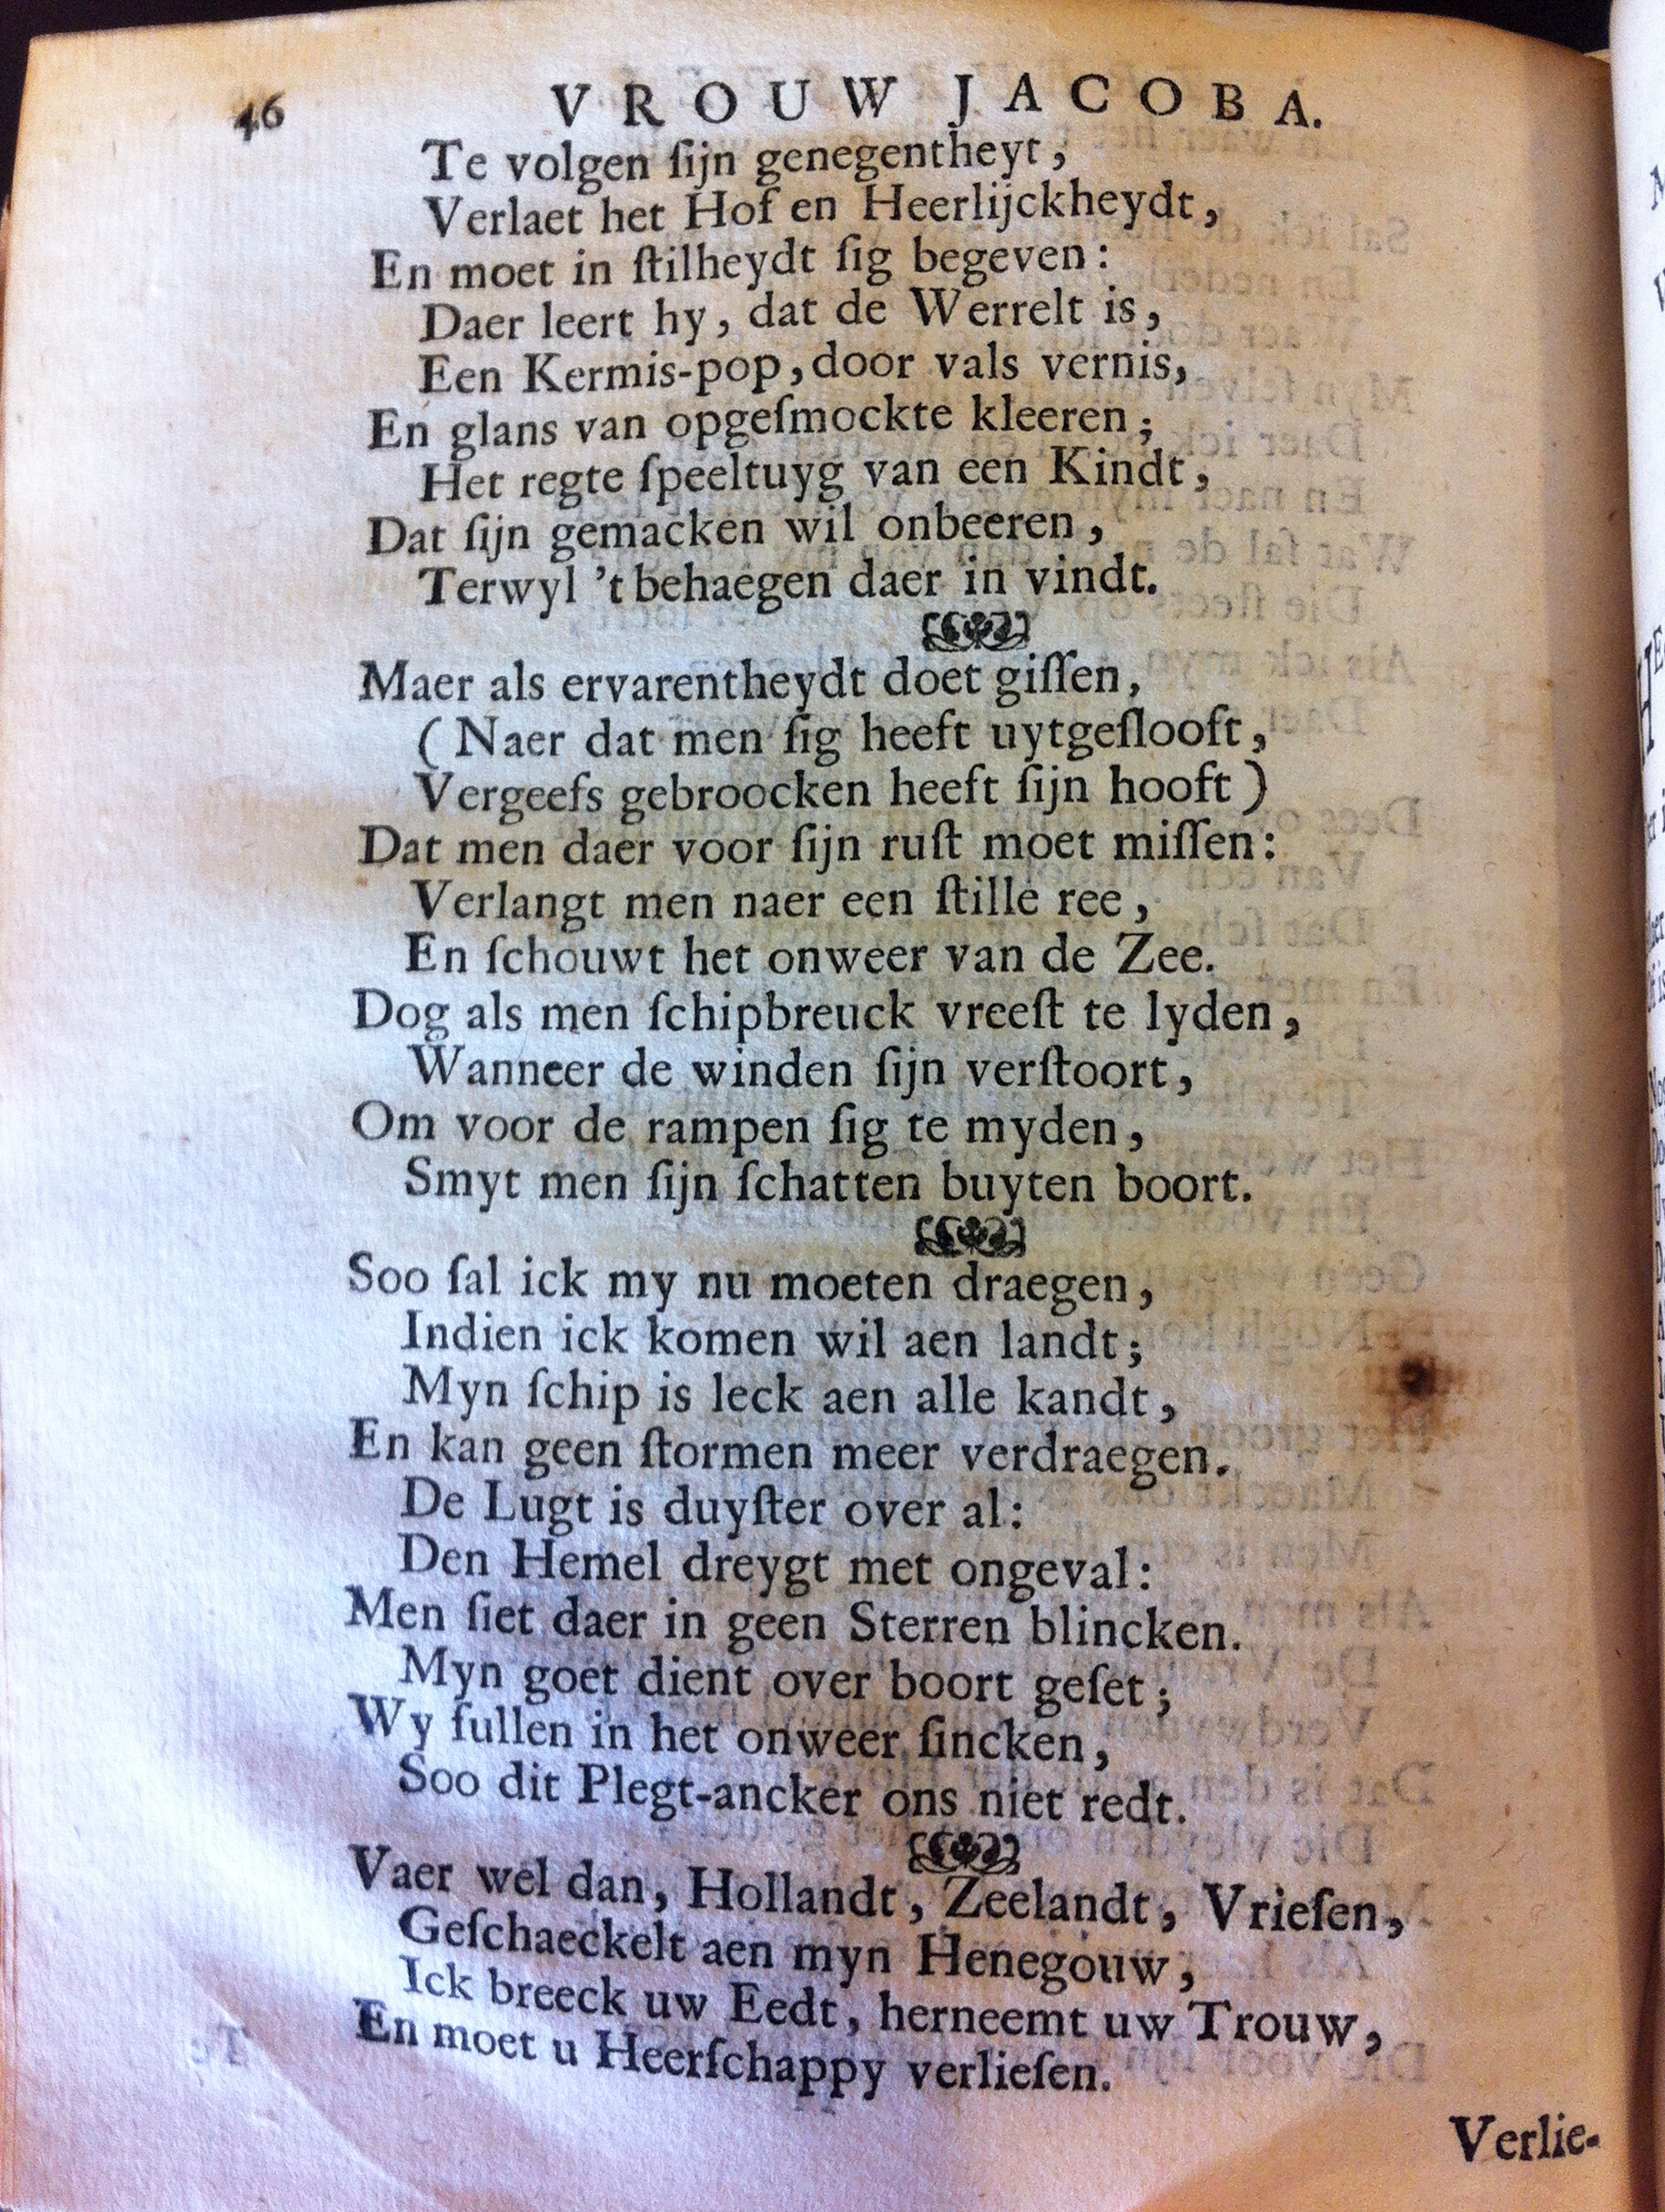 46 VROUW JACOBA.
Te volgen ſijn genegentheyt,
Verlaet het Hof en Heerlijckheydt,
En moet in ſtilheydt ſig begeven:
Daer leert hy, dat de Werrelt is,
Een Kermis-pop, door vals vernis,
En glans van opgeſmockte kleeren;
Het regte ſpeeltuyg van een Kindt,
Dat ſijn gemacken wil onbeeren,
Terwyl 't behaegen daer in vindt.
Maer als ervarentheydt doet giſſen,
(Naer dat men ſig heeft uytgeſlooft,
Vergeefs gebroocken heeft ſijn hooft)
Dat men daer voor ſijn ruſt moet miſſen:
Verlangt men naer een ſtille ree,
En ſchouwt het onweer van de Zee.
Dog als men ſchipbreuck vreeſt te lyden,
Wanneer de winden ſijn verſtoort,
Om voor de rampen ſig te myden,
Smyt men ſijn ſchatten buyten boort.
Soo ſal ick my nu moeten draegen,
Indien ick komen wil aen landt;
Myn ſchip is leck aen alle kandt,
En kan geen ſtormen meer verdraegen.
De Lugt is duyſter over al:
Den Hemel dreygt met ongeval:
Men ſiet daer in geen Sterren blincken.
Myn goet dient over boort geſet;
Wy ſullen in het onweer ſincken,
Soo dit Plegt-ancker ons niet redt.
Vaer wel dan, Hollandt, Zeelandt, Vrieſen,
Geſchaeckelt aen myn Henegouw,
Ick breeck uw Eedt, herneemt uw Trouw,
En moet u Heerſchappy verlieſen.
Verlie-